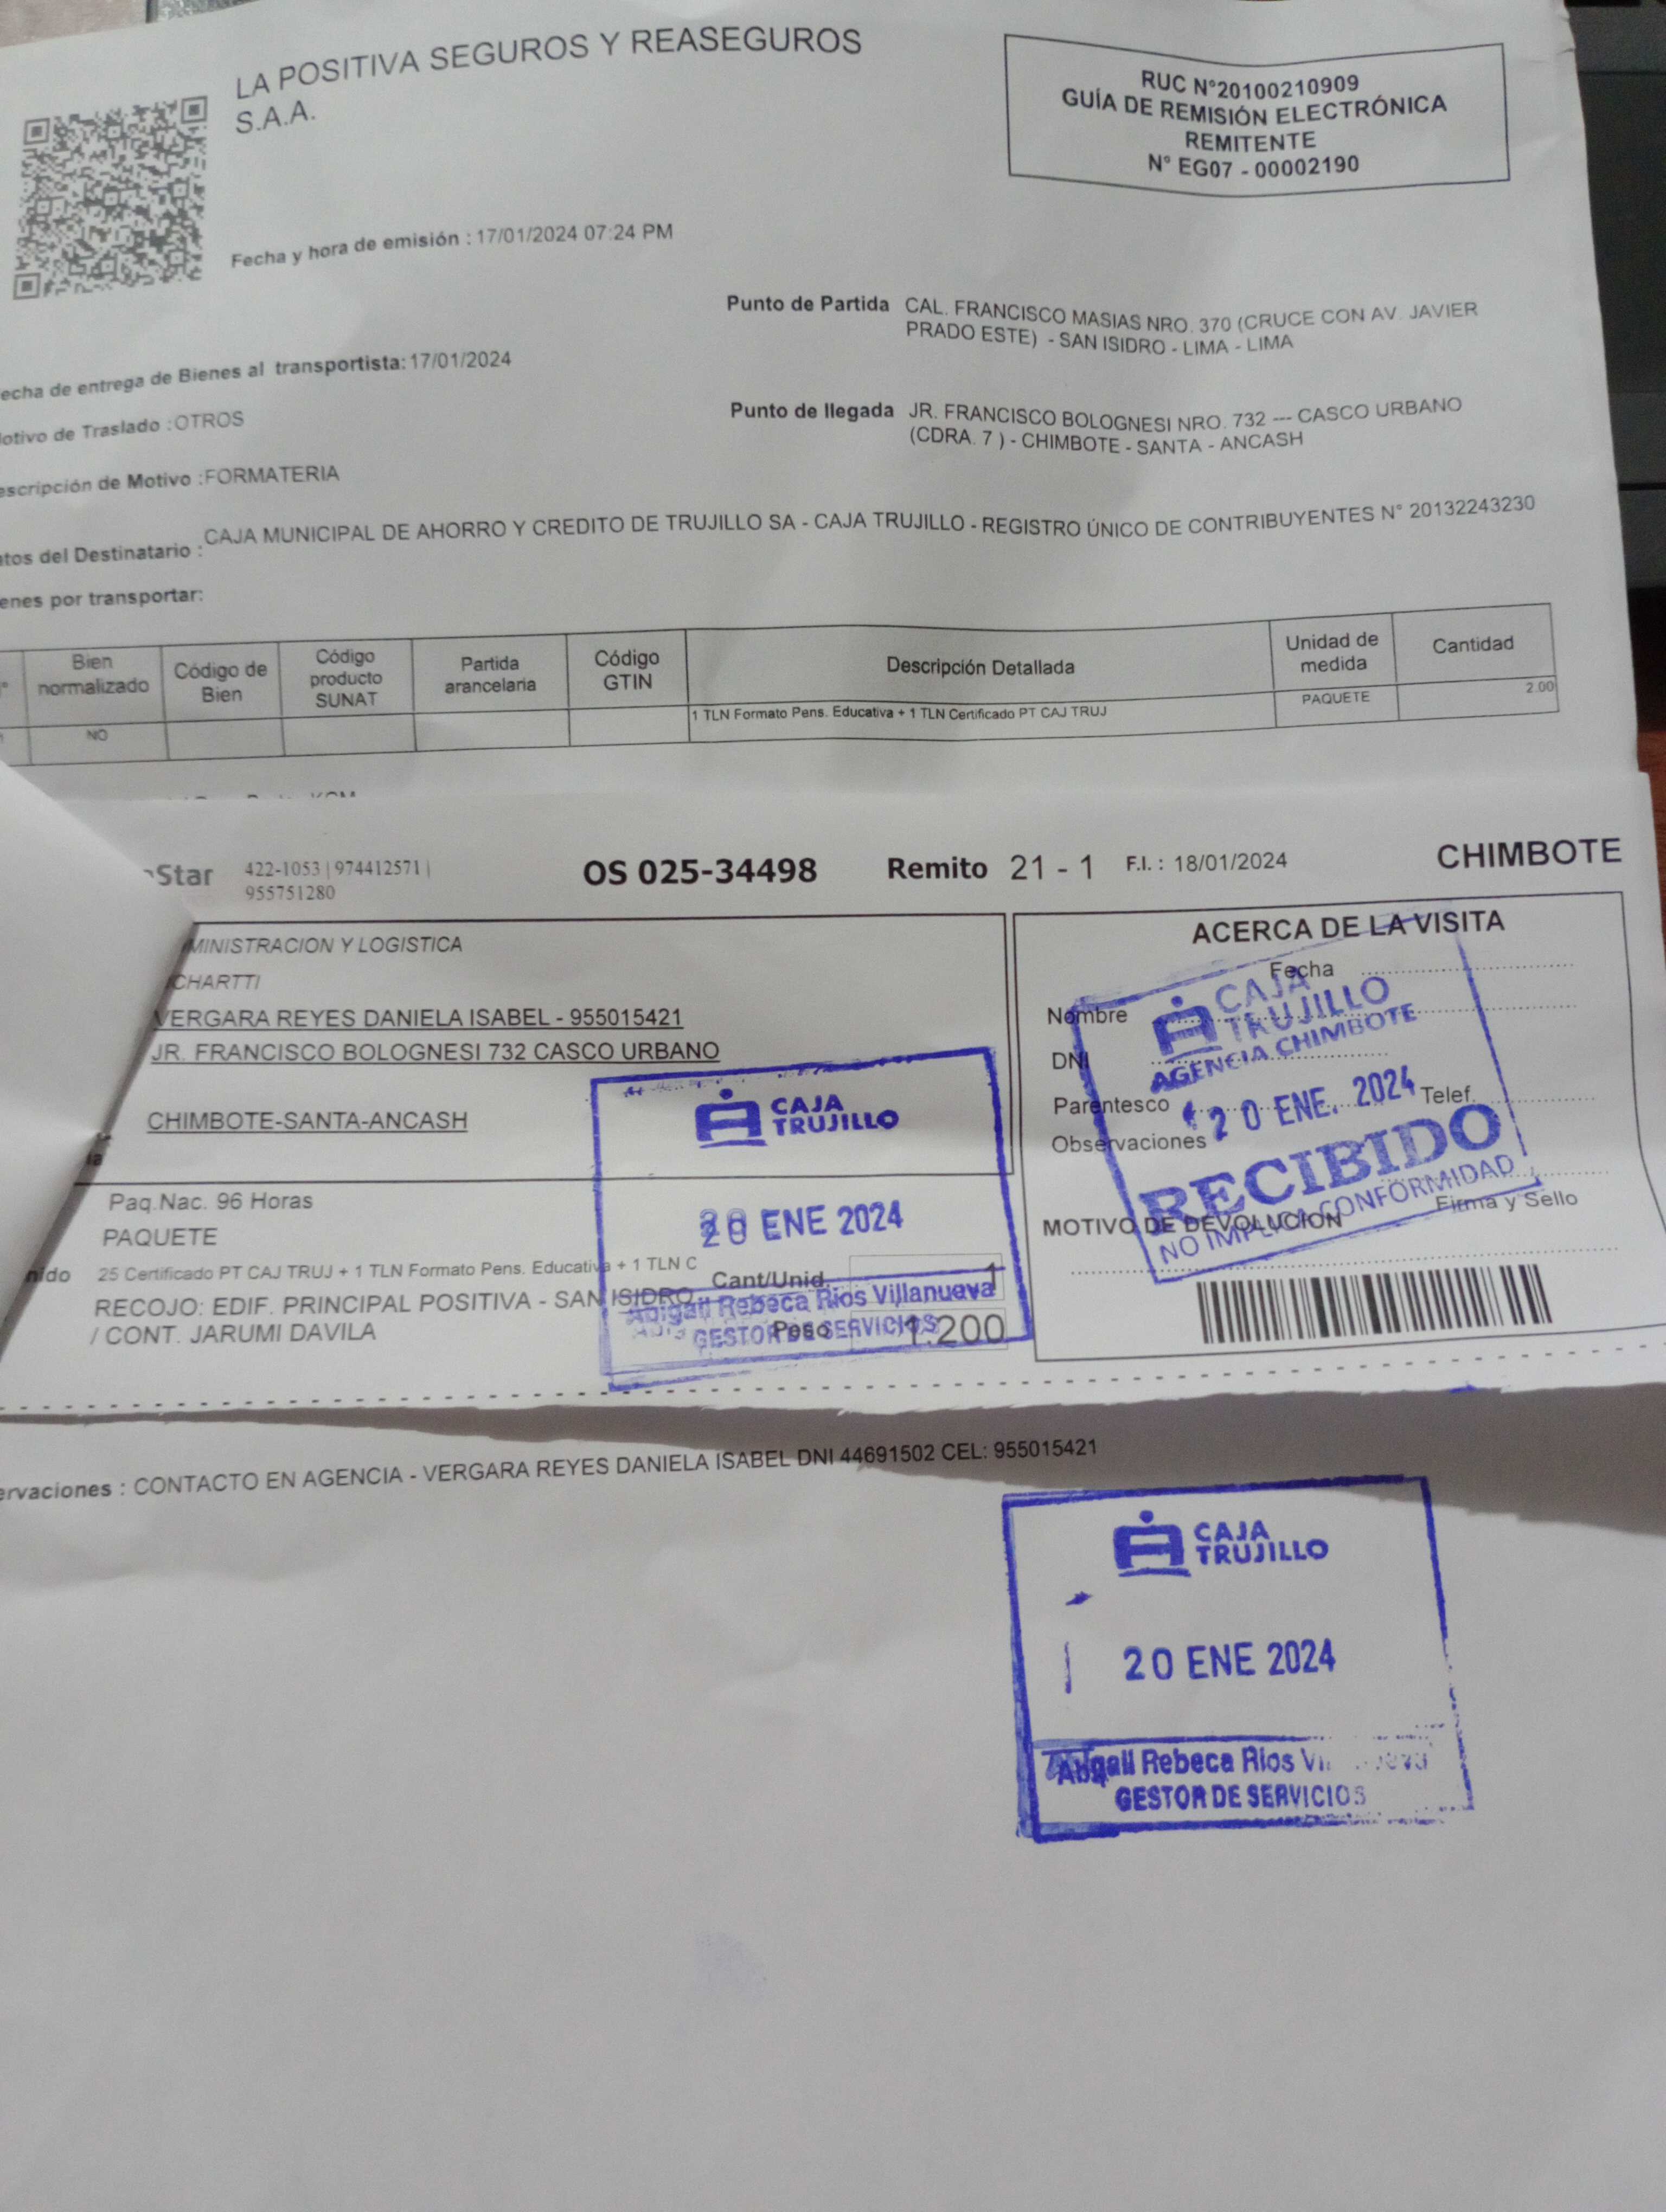 LA POSITIVA SEGUROS Y REASEGUROS
S.A.A.
RUC N°20100210909
GUÍA DE REMISIÓN ELECTRÓNICA
REMITENTE
N° EG07 - 00002190
Fecha y hora de emisión : 17/01/2024 07:24 PM
Punto de Partida CAL. FRANCISCO MASIAS NRO. 370 (CRUCE CON AV. JAVIER
PRADO ESTE) - SAN ISIDRO - LIMA - LIMA
echa de entrega de Bienes al transportista: 17/01/2024
otivo de Traslado : OTROS
Punto de llegada JR. FRANCISCO BOLOGNESI NRO. 732 --- CASCO URBANO
(CDRA. 7 ) - CHIMBOTE - SANTA - ANCASH
escripción de Motivo : FORMATERIA
tos del Destinatario : CAJA MUNICIPAL DE AHORRO Y CREDITO DE TRUJILLO SA - CAJA TRUJILLO - REGISTRO ÚNICO DE CONTRIBUYENTES N° 20132243230
enes por transportar:
Bien normalizado Código de Bien Código producto SUNAT Partida arancelaria Código GTIN Descripción Detallada Unidad de medida Cantidad
NO 1 TLN Formato Pens. Educativa + 1 TLN Certificado PT CAJ TRUJ PAQUETE 2.00
Star 422-1053 | 974412571 |
955751280
OS 025-34498 Remito 21 - 1 F.I. : 18/01/2024 CHIMBOTE
MINISTRACION Y LOGISTICA
CHARTTI
VERGARA REYES DANIELA ISABEL - 955015421
JR. FRANCISCO BOLOGNESI 732 CASCO URBANO
CHIMBOTE-SANTA-ANCASH
Paq.Nac. 96 Horas
PAQUETE
nido 25 Certificado PT CAJ TRUJ + 1 TLN Formato Pens. Educativa + 1 TLN C
RECOJO: EDIF. PRINCIPAL POSITIVA - SAN ISIDRO
/ CONT. JARUMI DAVILA
Cant/Unid. 1
Peso 1.200
CAJA
TRUJILLO
20 ENE 2024
Abigail Rebeca Rios Villanueva
GESTOR DE SERVICIOS
ACERCA DE LA VISITA
Fecha
Nombre
DNI
Parentesco Telef.
Observaciones
Firma y Sello
MOTIVO DE DEVOLUCION
CAJA
TRUJILLO
AGENCIA CHIMBOTE
20 ENE. 2024
RECIBIDO
NO IMPLICA CONFORMIDAD
ervaciones : CONTACTO EN AGENCIA - VERGARA REYES DANIELA ISABEL DNI 44691502 CEL: 955015421
CAJA
TRUJILLO
20 ENE 2024
Abigail Rebeca Rios
GESTOR DE SERVICIOS